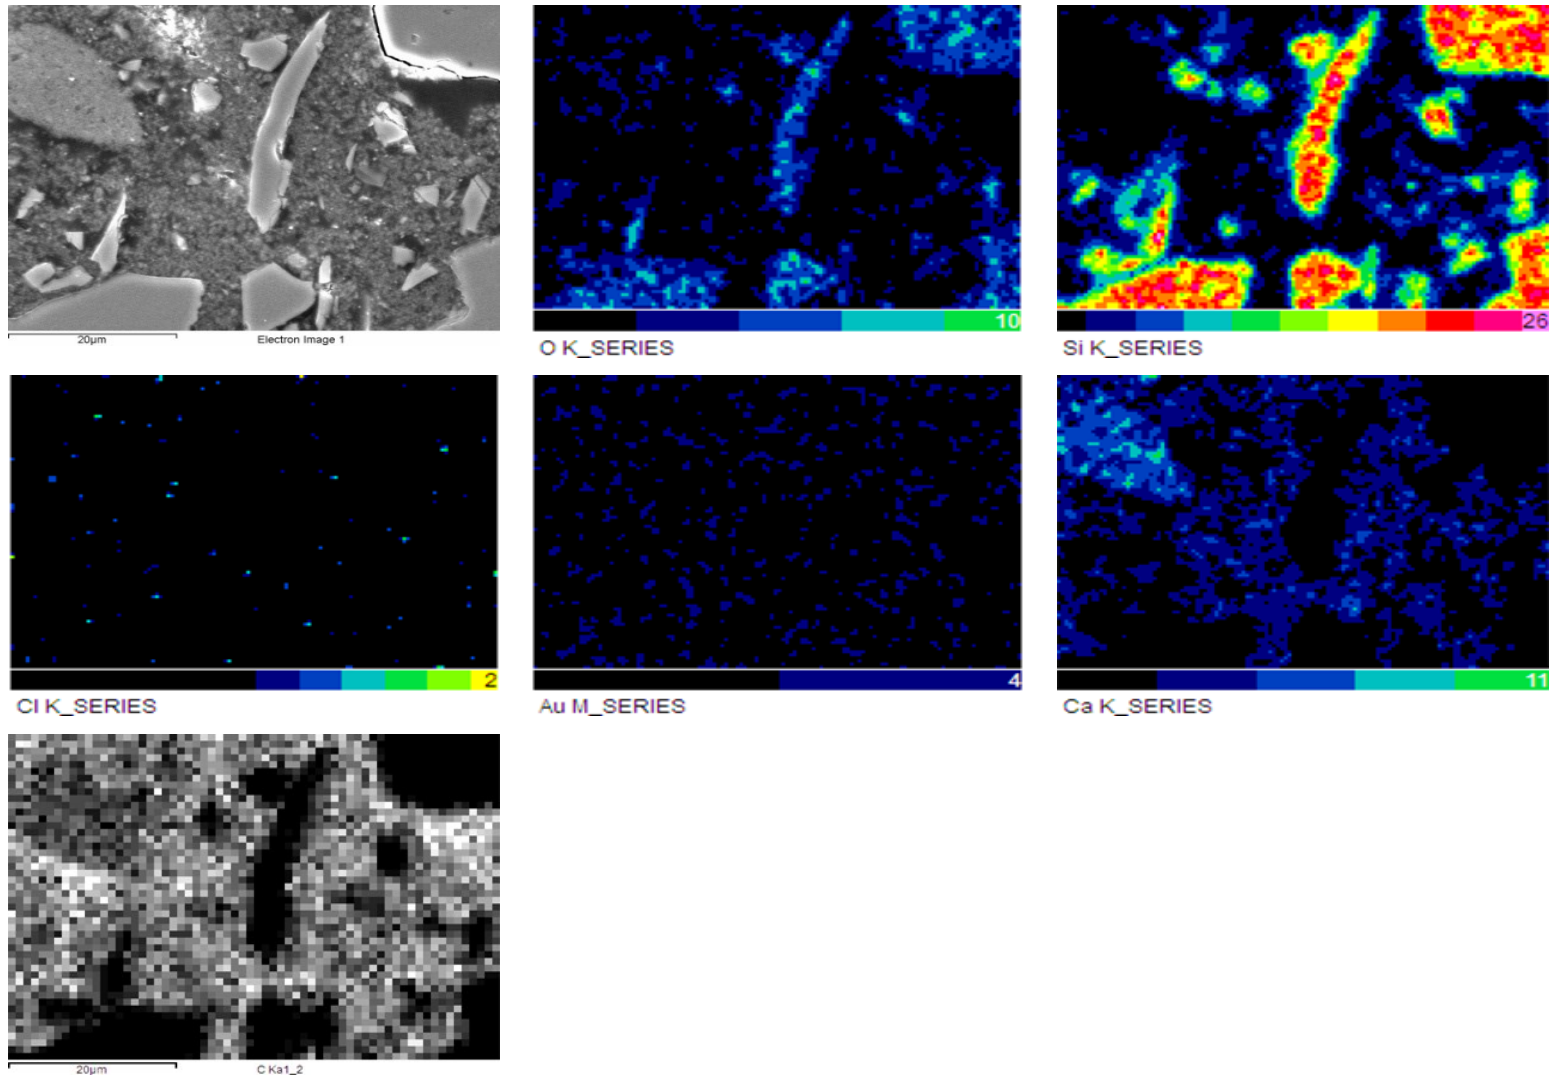 20µm Electron Image 1
10
O K_SERIES
26
Si K_SERIES
2
Cl K_SERIES
4
Au M_SERIES
11
Ca K_SERIES
20µm C Ka1_2